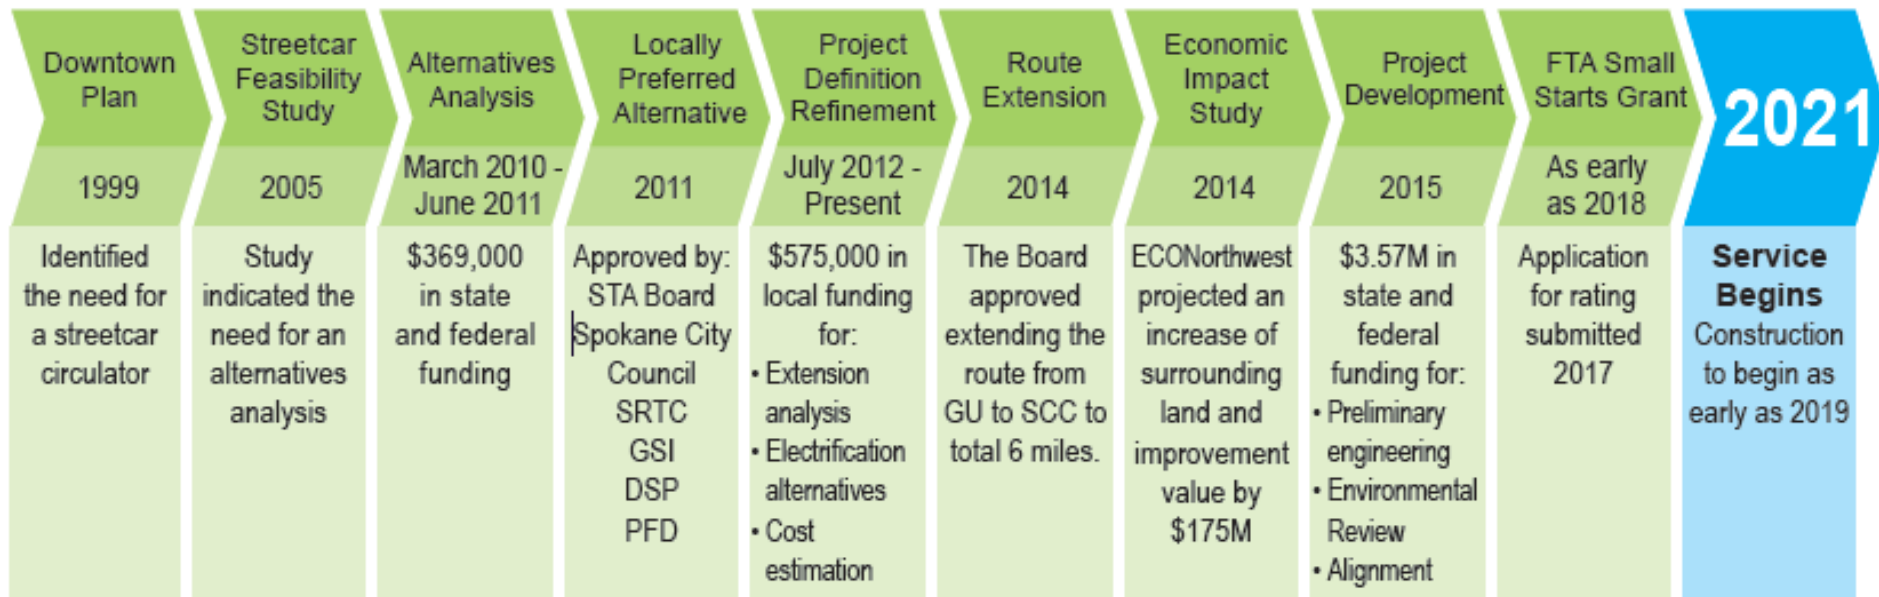 Downtown
Plan
1999
Identified
the need for
a streetcar
circulator
Streetcar
Feasibility
Study
2005
Study
indicated the
need for an
alternatives
analysis
Alternatives
Analysis
March 2010 -
June 2011
$369,000
in state
and federal
funding
Locally
Preferred
Alternative
2011
Approved by:
STA Board
Spokane City
Council
SRTC
GSI
DSP
PFD
Project
Definition
Refinement
July 2012 -
Present
$575,000 in
local funding
for:
• Extension
analysis
• Electrification
alternatives
• Cost
estimation
Route
Extension
2014
The Board
approved
extending the
route from
GU to SCC to
total 6 miles.
Economic
Impact
Study
2014
ECONorthwest
projected an
increase of
surrounding
land and
improvement
value by
$175M
Project
Development
2015
$3.57M in
state and
federal
funding for:
• Preliminary
engineering
• Environmental
Review
• Alignment
FTA Small
Starts Grant
As early
as 2018
Application
for rating
submitted
2017
2021
Service
Begins
Construction
to begin as
early as 2019